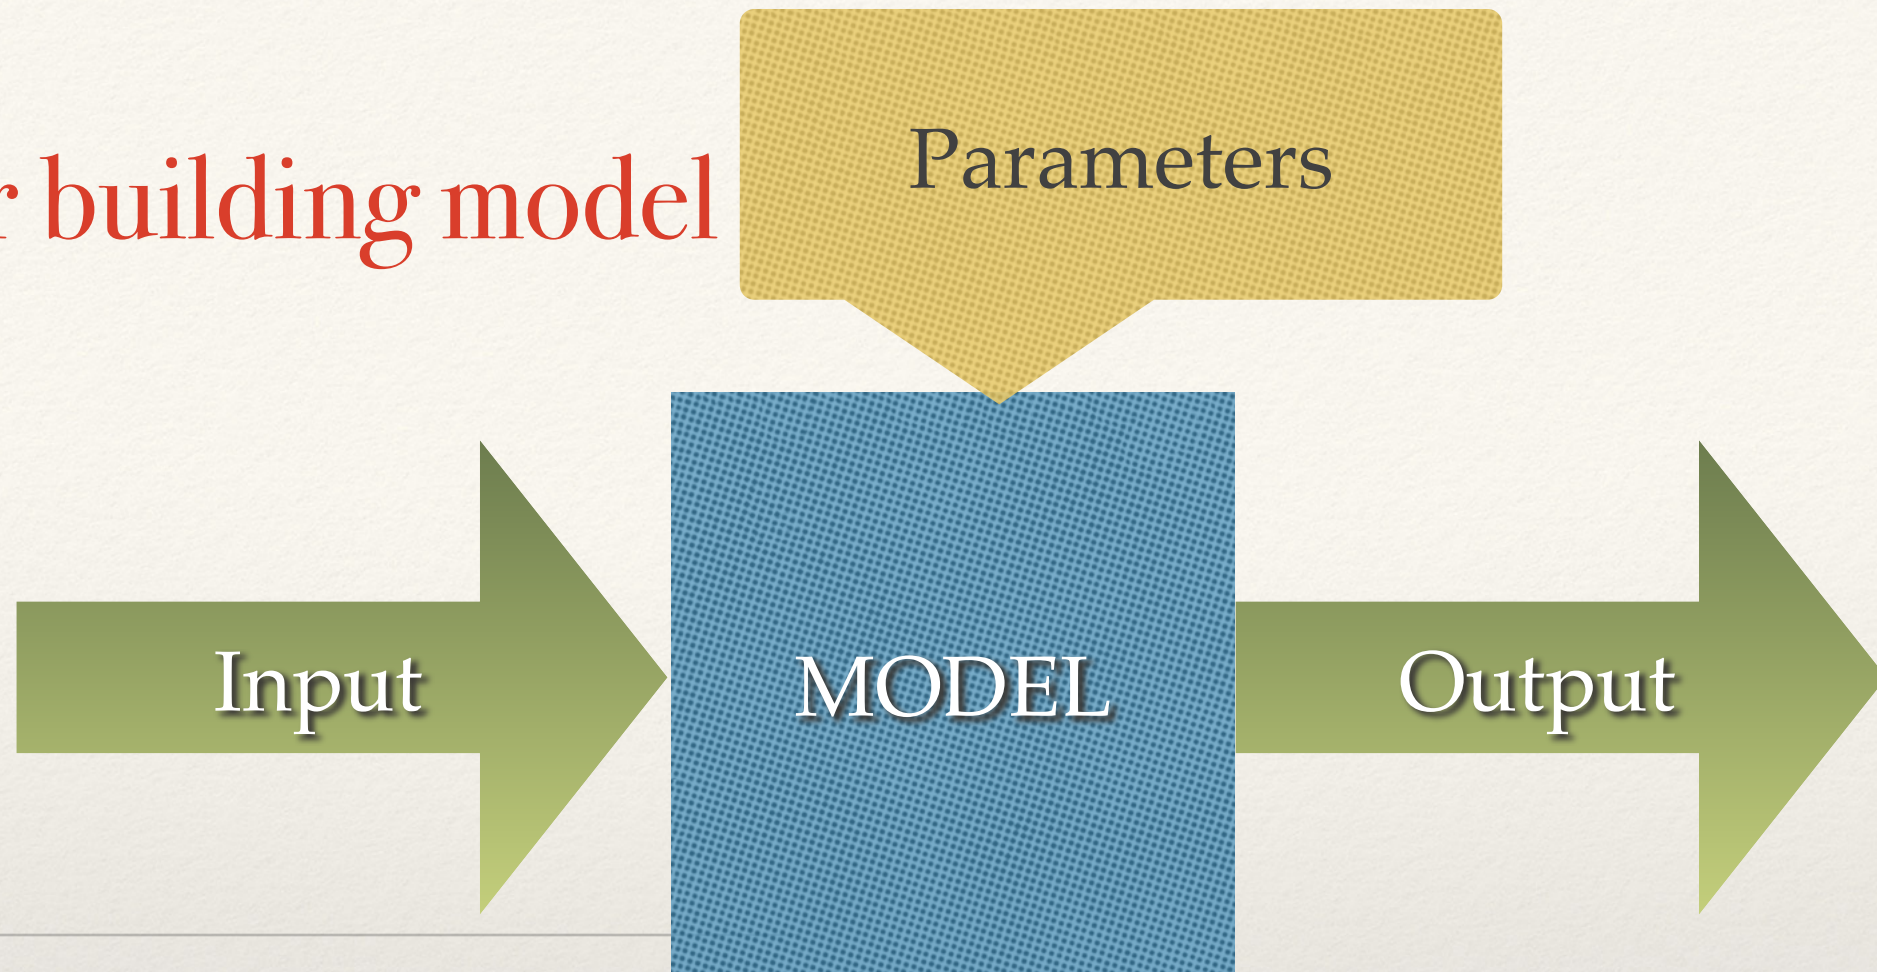 Parameters
building model
Input
MODEL
Output